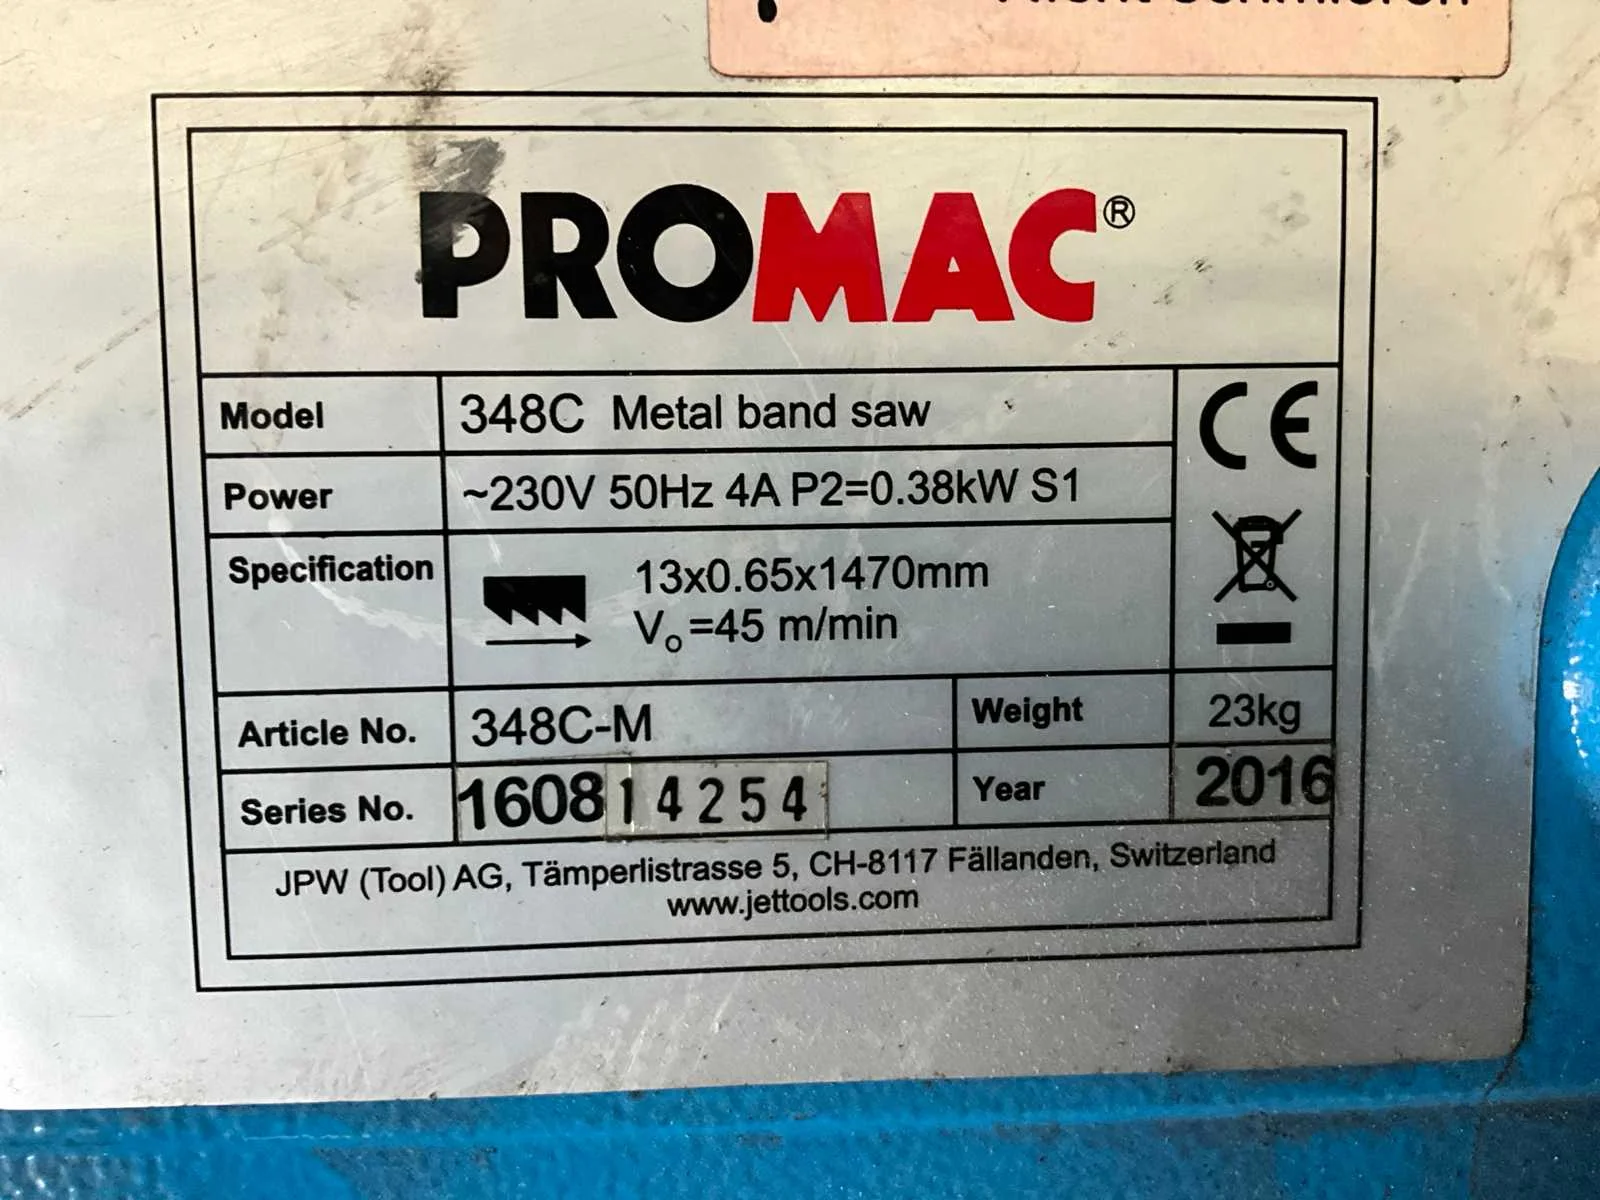 PROMAC®
Model 348C Metal band saw
Power ~230V 50Hz 4A P2=0.38kW S1
Specification 13x0.65x1470mm
Vo=45 m/min
CE
Article No. 348C-M Weight 23kg
Series No. 160814254 Year 2016
JPW (Tool) AG, Tämperlistrasse 5, CH-8117 Fällanden, Switzerland
www.jettools.com